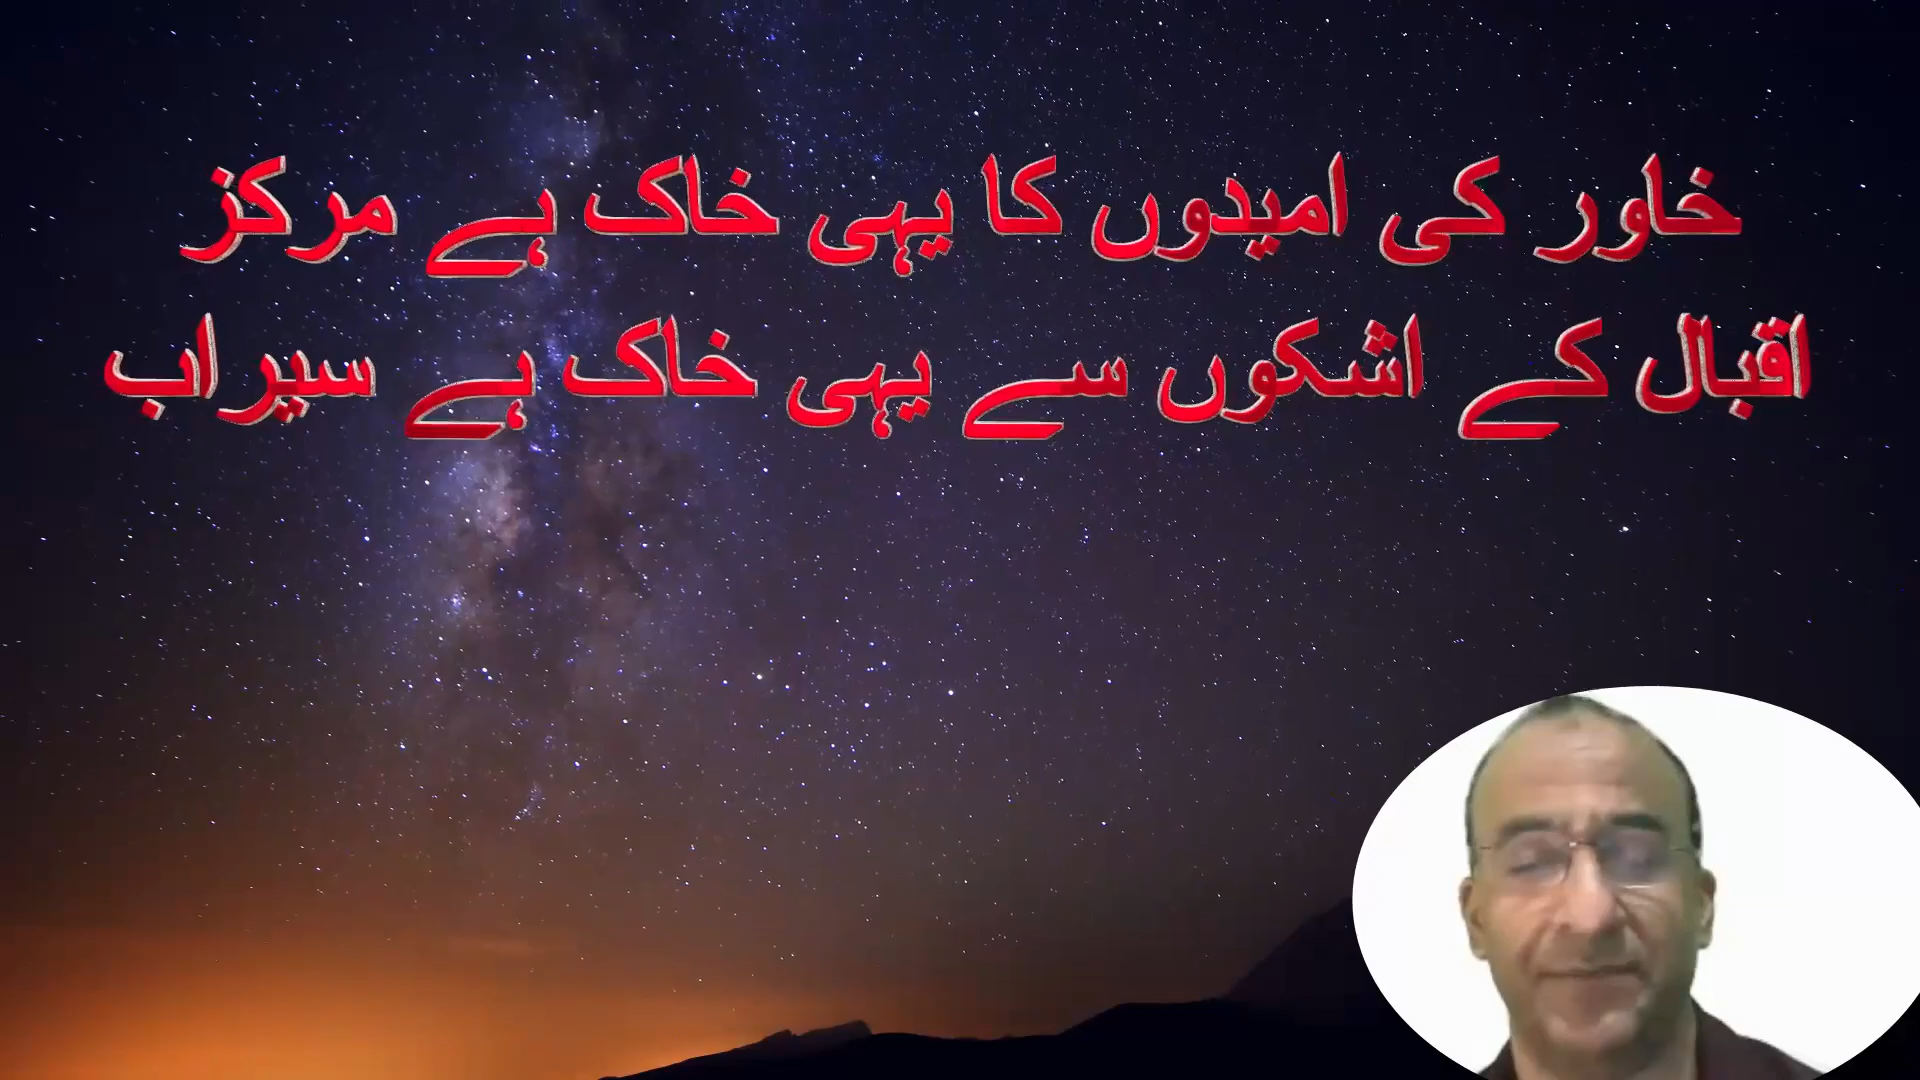 خاور کی امیدوں کا یہی خاک ہے مرکز
اقبال کے اشکوں سے یہی خاک ہے سیراب